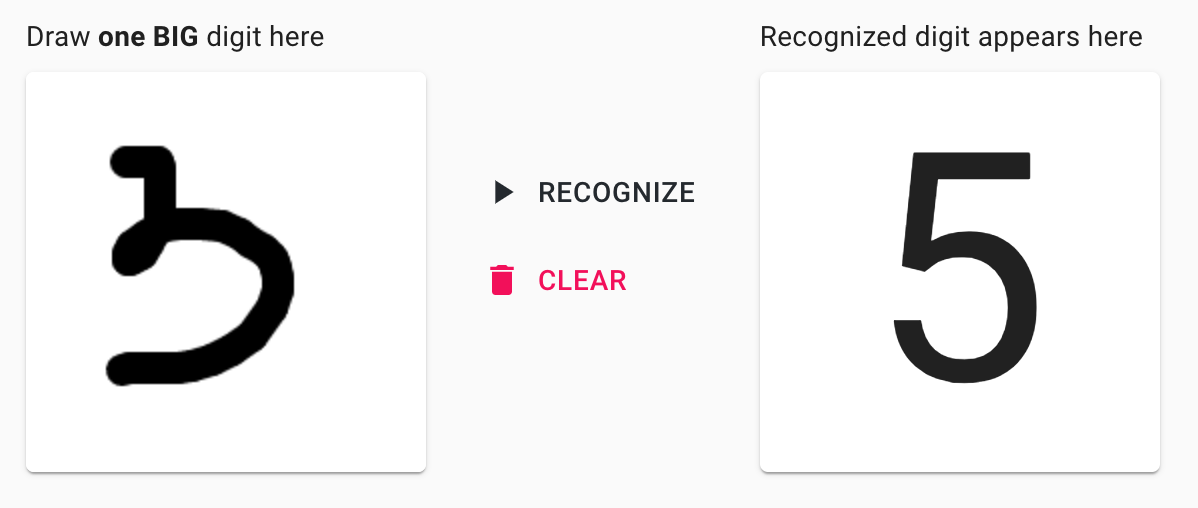 Draw one BIG digit here
Recognized digit appears here
RECOGNIZE
CLEAR
5